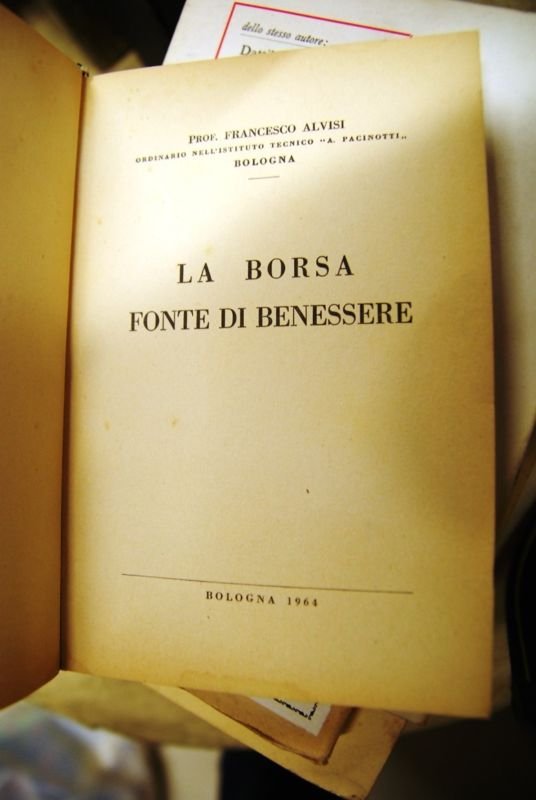 dello stesso autore:
PROF. FRANCESCO ALVISI
ORDINARIO NELL'ISTITUTO TECNICO "A. PACINOTTI„
BOLOGNA
LA BORSA
FONTE DI BENESSERE
BOLOGNA 1964